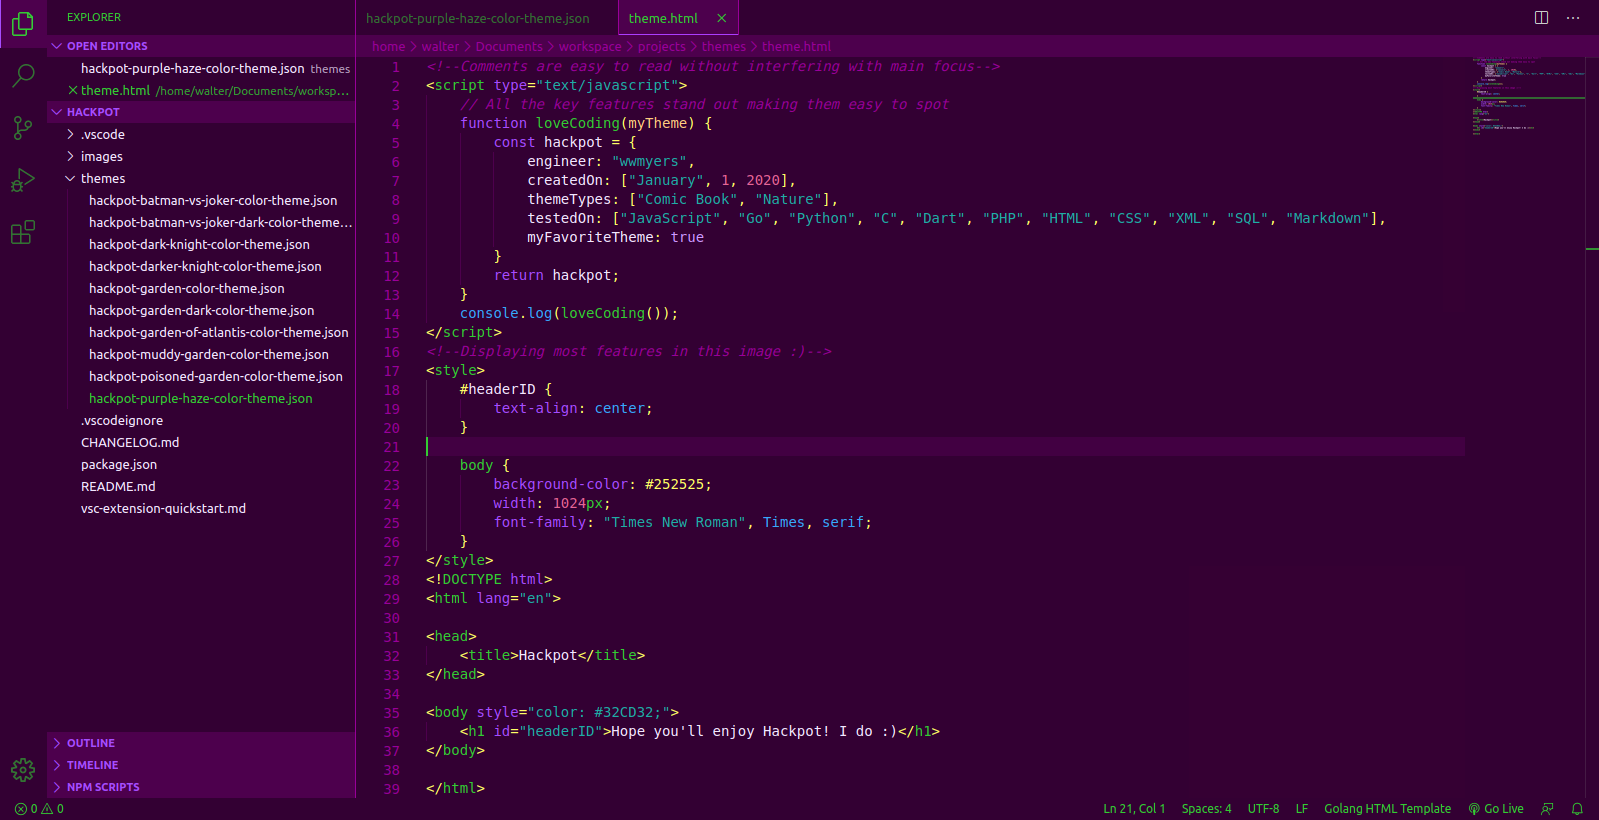 EXPLORER
OPEN EDITORS
hackpot-purple-haze-color-theme.json themes
theme.html /home/walter/Documents/worksp...
HACKPOT
.vscode
images
themes
hackpot-batman-vs-joker-color-theme.json
hackpot-batman-vs-joker-dark-color-theme...
hackpot-dark-knight-color-theme.json
hackpot-darker-knight-color-theme.json
hackpot-garden-color-theme.json
hackpot-garden-dark-color-theme.json
hackpot-garden-of-atlantis-color-theme.json
hackpot-muddy-garden-color-theme.json
hackpot-poisoned-garden-color-theme.json
hackpot-purple-haze-color-theme.json
.vscodeignore
CHANGELOG.md
package.json
README.md
vsc-extension-quickstart.md
OUTLINE
TIMELINE
NPM SCRIPTS
hackpot-purple-haze-color-theme.json theme.html
home > walter > Documents > workspace > projects > themes > theme.html
1 <!--Comments are easy to read without interfering with main focus-->
2 <script type="text/javascript">
3     // All the key features stand out making them easy to spot
4     function loveCoding(myTheme) {
5         const hackpot = {
6             engineer: "wwmyers",
7             createdOn: ["January", 1, 2020],
8             themeTypes: ["Comic Book", "Nature"],
9             testedOn: ["JavaScript", "Go", "Python", "C", "Dart", "PHP", "HTML", "CSS", "XML", "SQL", "Markdown"],
10             myFavoriteTheme: true
11         }
12         return hackpot;
13     }
14     console.log(loveCoding());
15 </script>
16 <!--Displaying most features in this image :)-->
17 <style>
18     #headerID {
19         text-align: center;
20     }
21
22     body {
23         background-color: #252525;
24         width: 1024px;
25         font-family: "Times New Roman", Times, serif;
26     }
27 </style>
28 <!DOCTYPE html>
29 <html lang="en">
30
31 <head>
32     <title>Hackpot</title>
33 </head>
34
35 <body style="color: #32CD32;">
36     <h1 id="headerID">Hope you'll enjoy Hackpot! I do :)</h1>
37 </body>
38
39 </html>
0 0 Ln 21, Col 1 Spaces: 4 UTF-8 LF Golang HTML Template Go Live